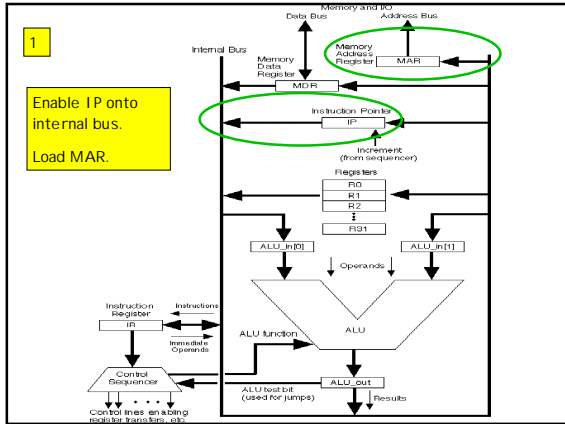 Memory and I/O
Data Bus
Address Bus
1
Internal Bus
Memory
Data
Register
Memory
Address
Register
MAR
MDR
Enable IP onto
internal bus.
Load MAR.
Instruction Pointer
IP
Increment
(from sequencer)
Registers
R0
R1
R2
R31
ALU_in[0]
ALU_in[1]
Operands
Instruction
Register
Instructions
IR
Immediate
Operands
ALU function
ALU
Control
Sequencer
ALU test bit
(used for jumps)
ALU_out
Results
Control lines enabling
register transfers, etc.